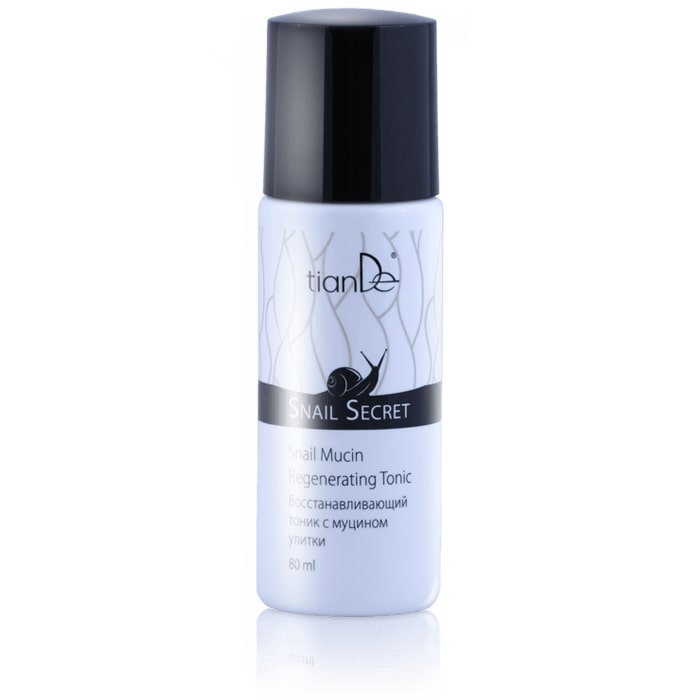 tianDe®
SNAIL SECRET
Snail Mucin
Regenerating Tonic
Восстанавливающий
тоник с муцином
улитки
80 ml